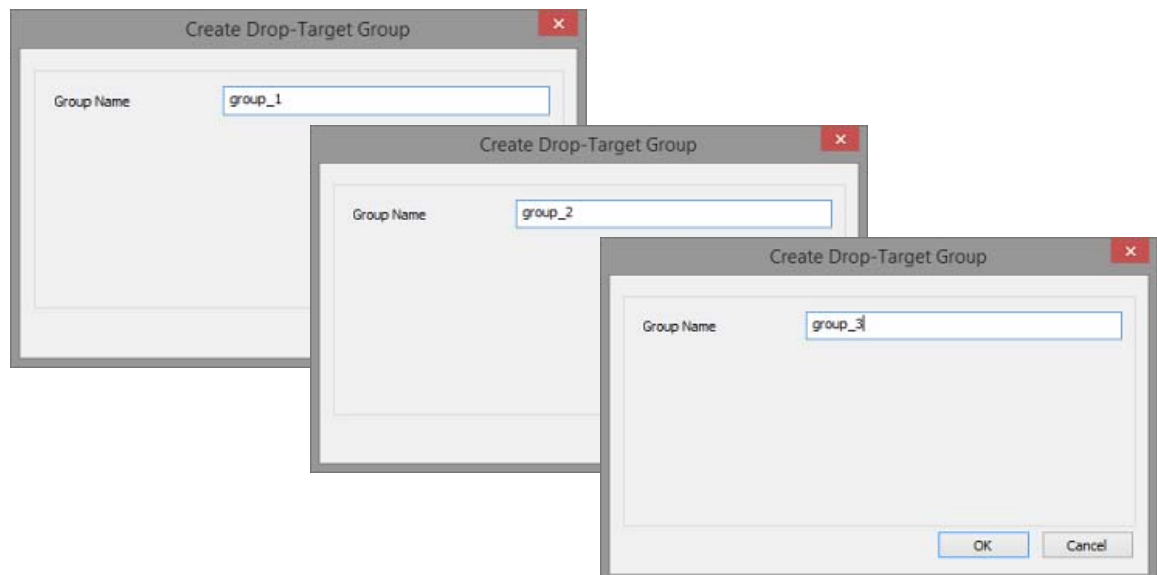 Create Drop-Target Group
Group Name group_1
Create Drop-Target Group
Group Name group_2
Create Drop-Target Group
Group Name group_3
OK Cancel